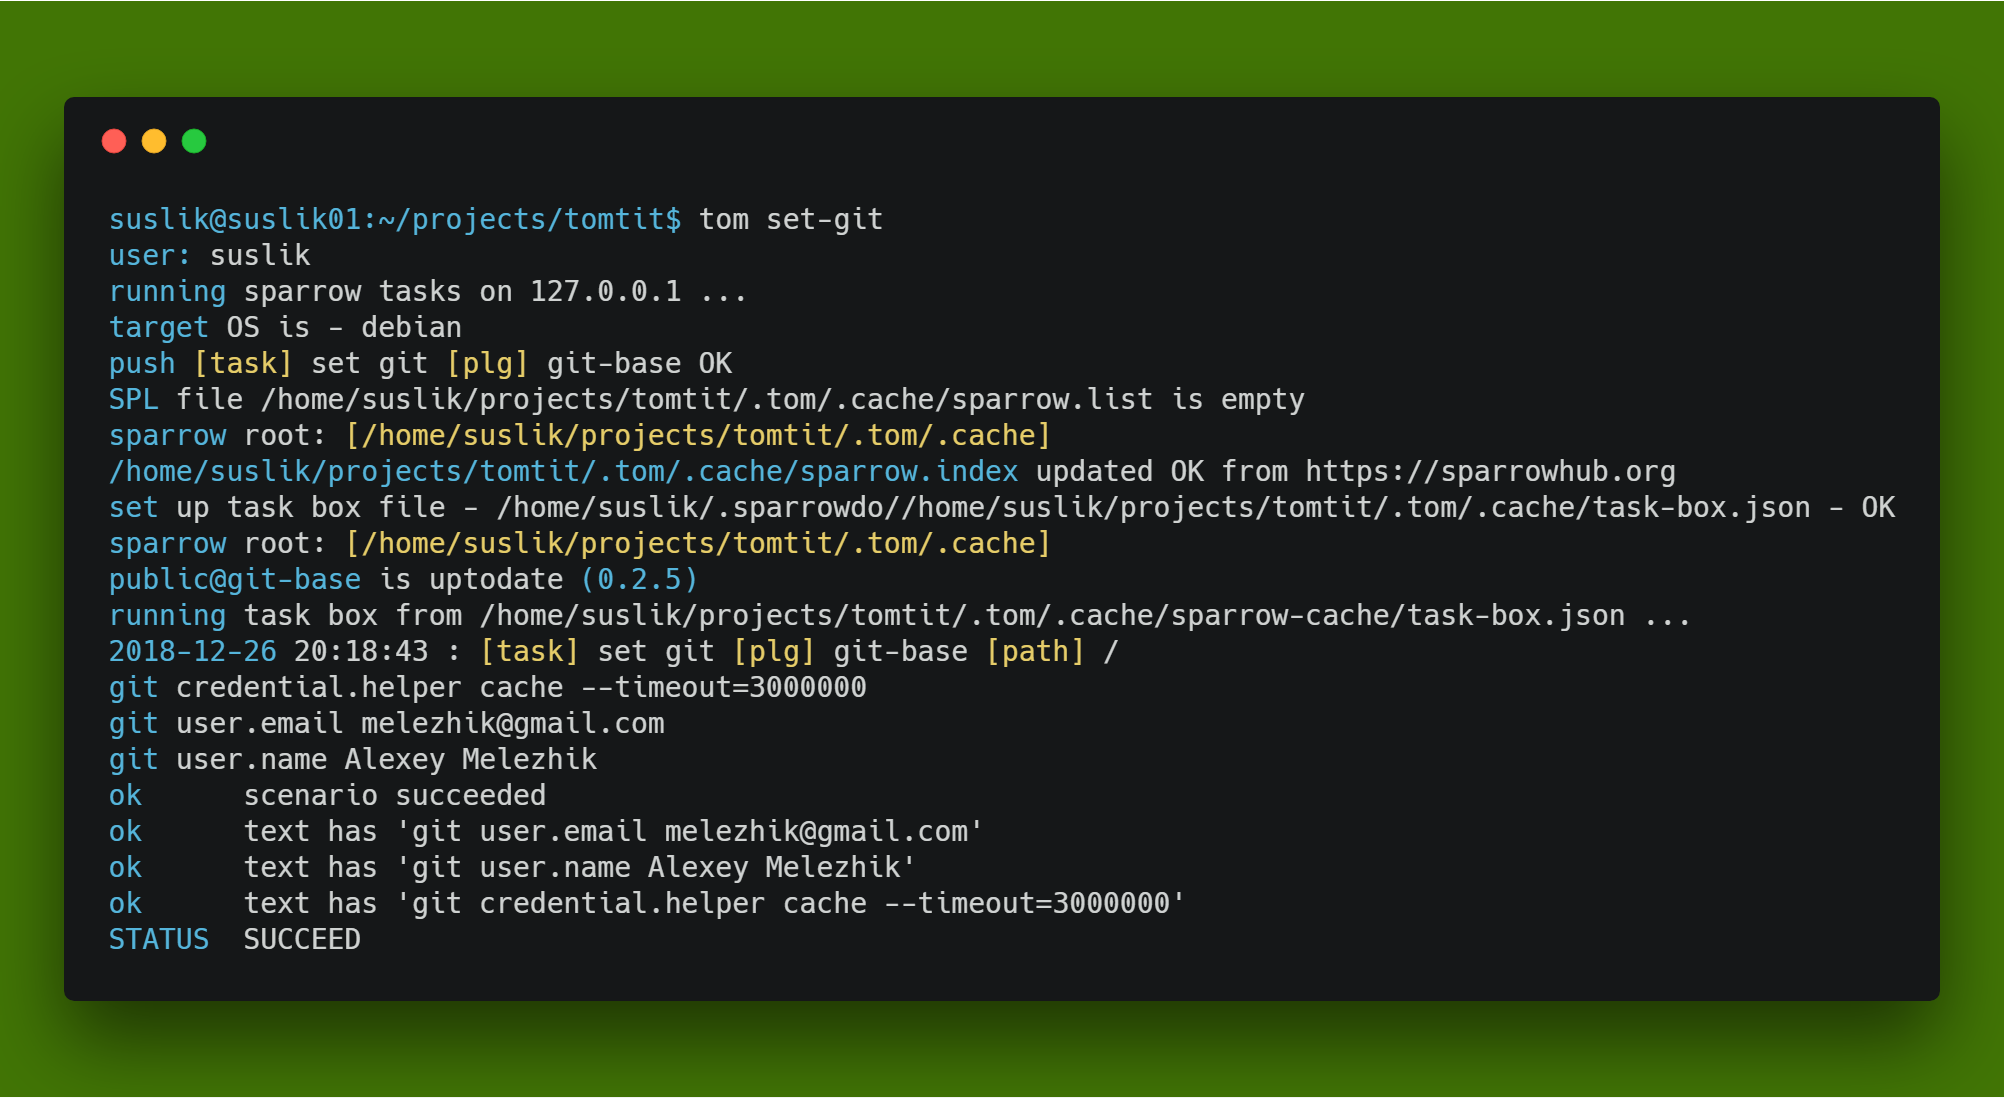 suslik@suslik01:~/projects/tomtit$ tom set-git
user: suslik
running sparrow tasks on 127.0.0.1 ...
target OS is - debian
push [task] set git [plg] git-base OK
SPL file /home/suslik/projects/tomtit/.tom/.cache/sparrow.list is empty
sparrow root: [/home/suslik/projects/tomtit/.tom/.cache]
/home/suslik/projects/tomtit/.tom/.cache/sparrow.index updated OK from https://sparrowhub.org
set up task box file - /home/suslik/.sparrowdo//home/suslik/projects/tomtit/.tom/.cache/task-box.json - OK
sparrow root: [/home/suslik/projects/tomtit/.tom/.cache]
public@git-base is uptodate (0.2.5)
running task box from /home/suslik/projects/tomtit/.tom/.cache/sparrow-cache/task-box.json ...
2018-12-26 20:18:43 : [task] set git [plg] git-base [path] /
git credential.helper cache --timeout=3000000
git user.email melezhik@gmail.com
git user.name Alexey Melezhik
ok      scenario succeeded
ok      text has 'git user.email melezhik@gmail.com'
ok      text has 'git user.name Alexey Melezhik'
ok      text has 'git credential.helper cache --timeout=3000000'
STATUS  SUCCEED